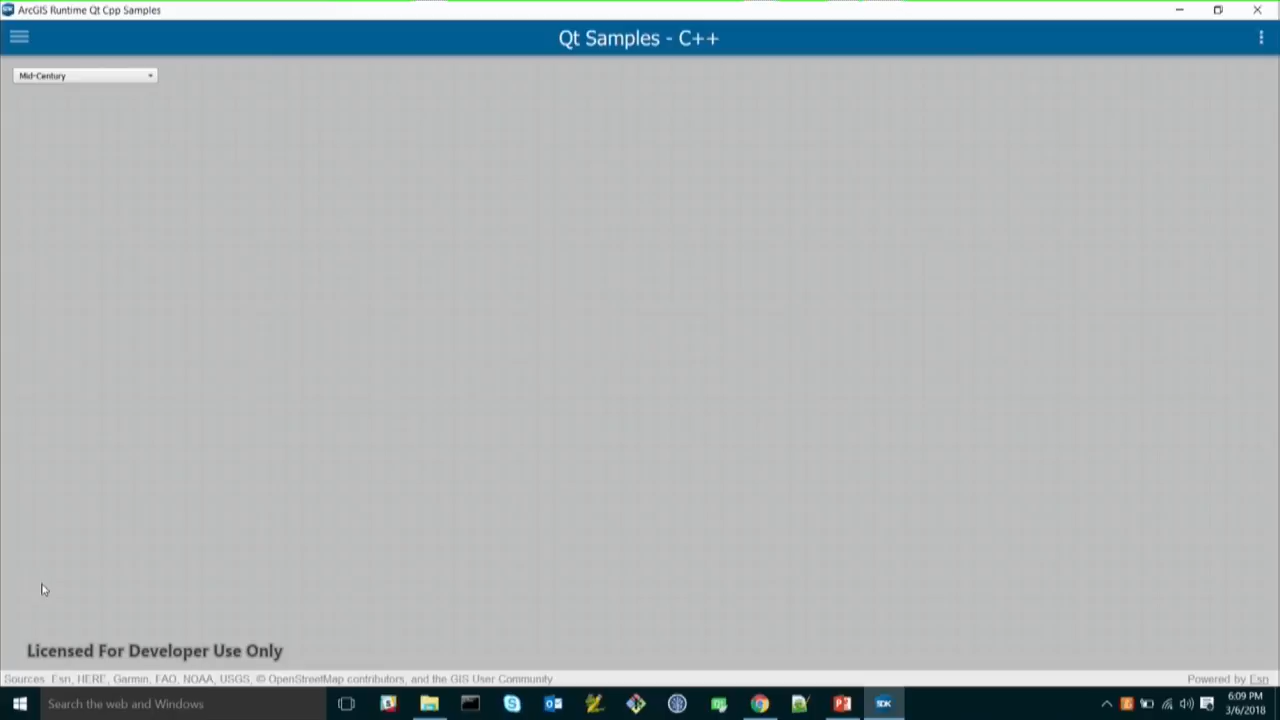 ArcGIS Runtime Qt Cpp Samples
Qt Samples - C++
Mid-Century
Licensed For Developer Use Only
Sources: Esri, HERE, Garmin, FAO, NOAA, USGS, © OpenStreetMap contributors, and the GIS User Community
Powered by Esri
Search the web and Windows
6:09 PM
3/6/2018